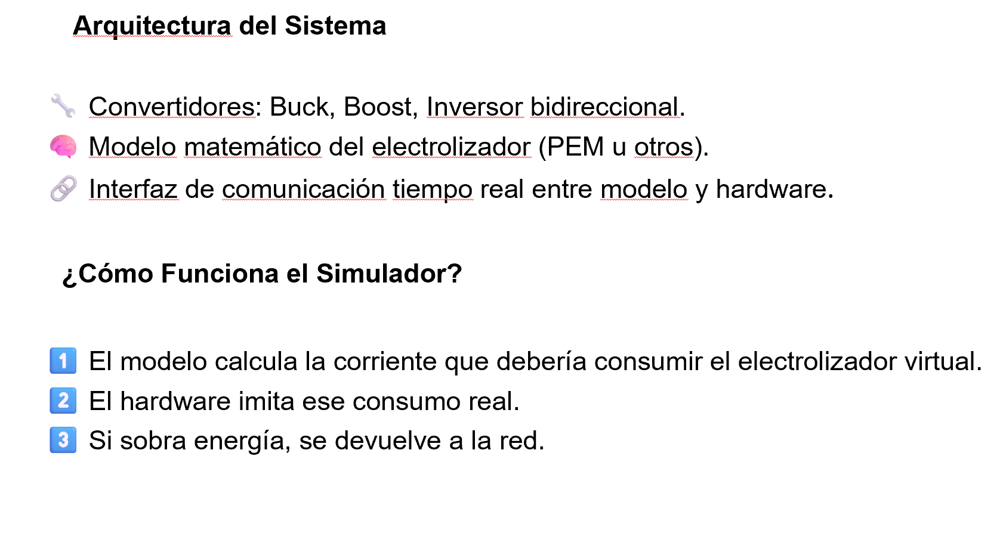 Arquitectura del Sistema
🔧 Convertidores: Buck, Boost, Inversor bidireccional.
🧠 Modelo matemático del electrolizador (PEM u otros).
🔗 Interfaz de comunicación tiempo real entre modelo y hardware.
¿Cómo Funciona el Simulador?
1️⃣ El modelo calcula la corriente que debería consumir el electrolizador virtual.
2️⃣ El hardware imita ese consumo real.
3️⃣ Si sobra energía, se devuelve a la red.